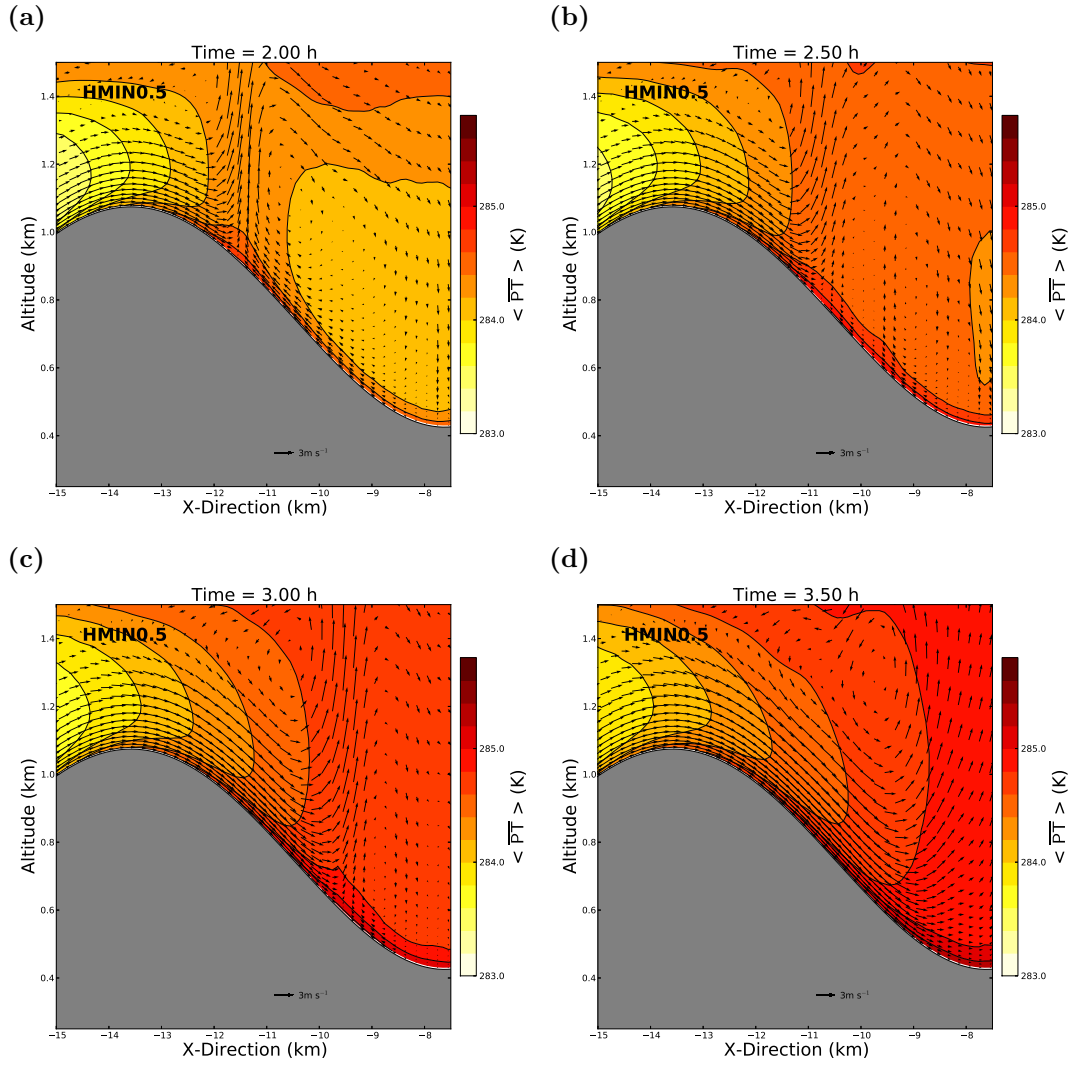 (a)
Time = 2.00 h
HMIN0.5
1.4
1.2
1.0
0.8
0.6
0.4
Altitude (km)
3m s⁻¹
−15 −14 −13 −12 −11 −10 −9 −8
X-Direction (km)
285.0
284.0
283.0
< PT > (K)
(b)
Time = 2.50 h
HMIN0.5
1.4
1.2
1.0
0.8
0.6
0.4
Altitude (km)
3m s⁻¹
−15 −14 −13 −12 −11 −10 −9 −8
X-Direction (km)
285.0
284.0
283.0
< PT > (K)
(c)
Time = 3.00 h
HMIN0.5
1.4
1.2
1.0
0.8
0.6
0.4
Altitude (km)
3m s⁻¹
−15 −14 −13 −12 −11 −10 −9 −8
X-Direction (km)
285.0
284.0
283.0
< PT > (K)
(d)
Time = 3.50 h
HMIN0.5
1.4
1.2
1.0
0.8
0.6
0.4
Altitude (km)
3m s⁻¹
−15 −14 −13 −12 −11 −10 −9 −8
X-Direction (km)
285.0
284.0
283.0
< PT > (K)